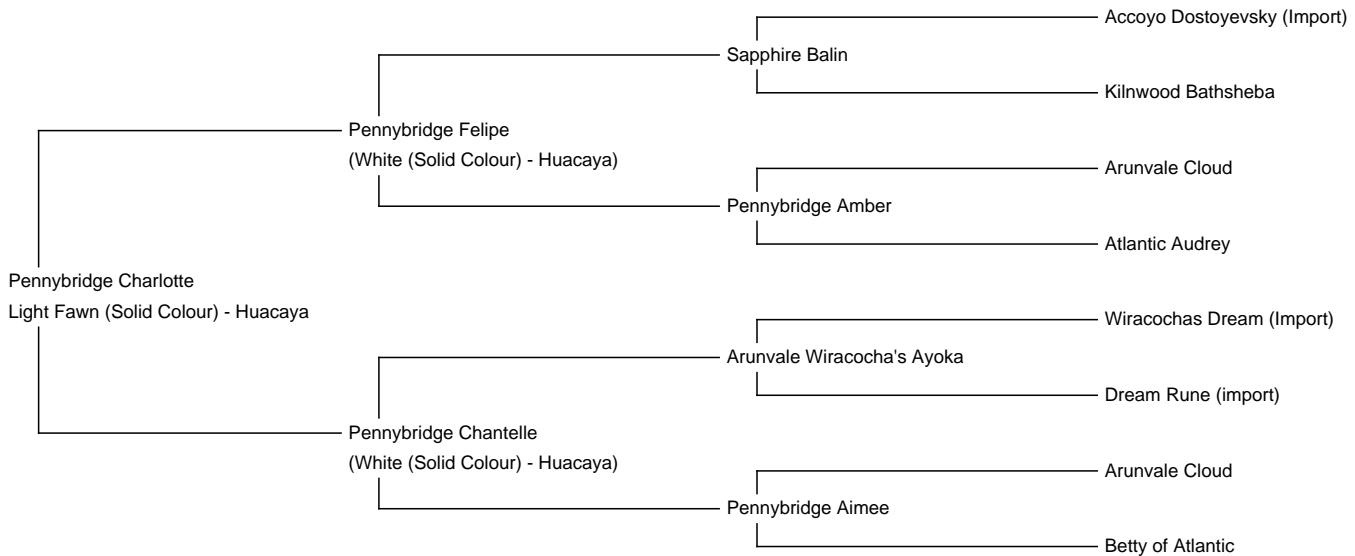 Accoyo Dostoyevsky (Import)
Sapphire Balin
Kilnwood Bathsheba
Pennybridge Felipe
(White (Solid Colour) - Huacaya)
Arunvale Cloud
Pennybridge Amber
Atlantic Audrey
Pennybridge Charlotte
Light Fawn (Solid Colour) - Huacaya
Wiracochas Dream (Import)
Arunvale Wiracocha's Ayoka
Dream Rune (import)
Pennybridge Chantelle
(White (Solid Colour) - Huacaya)
Arunvale Cloud
Pennybridge Aimee
Betty of Atlantic